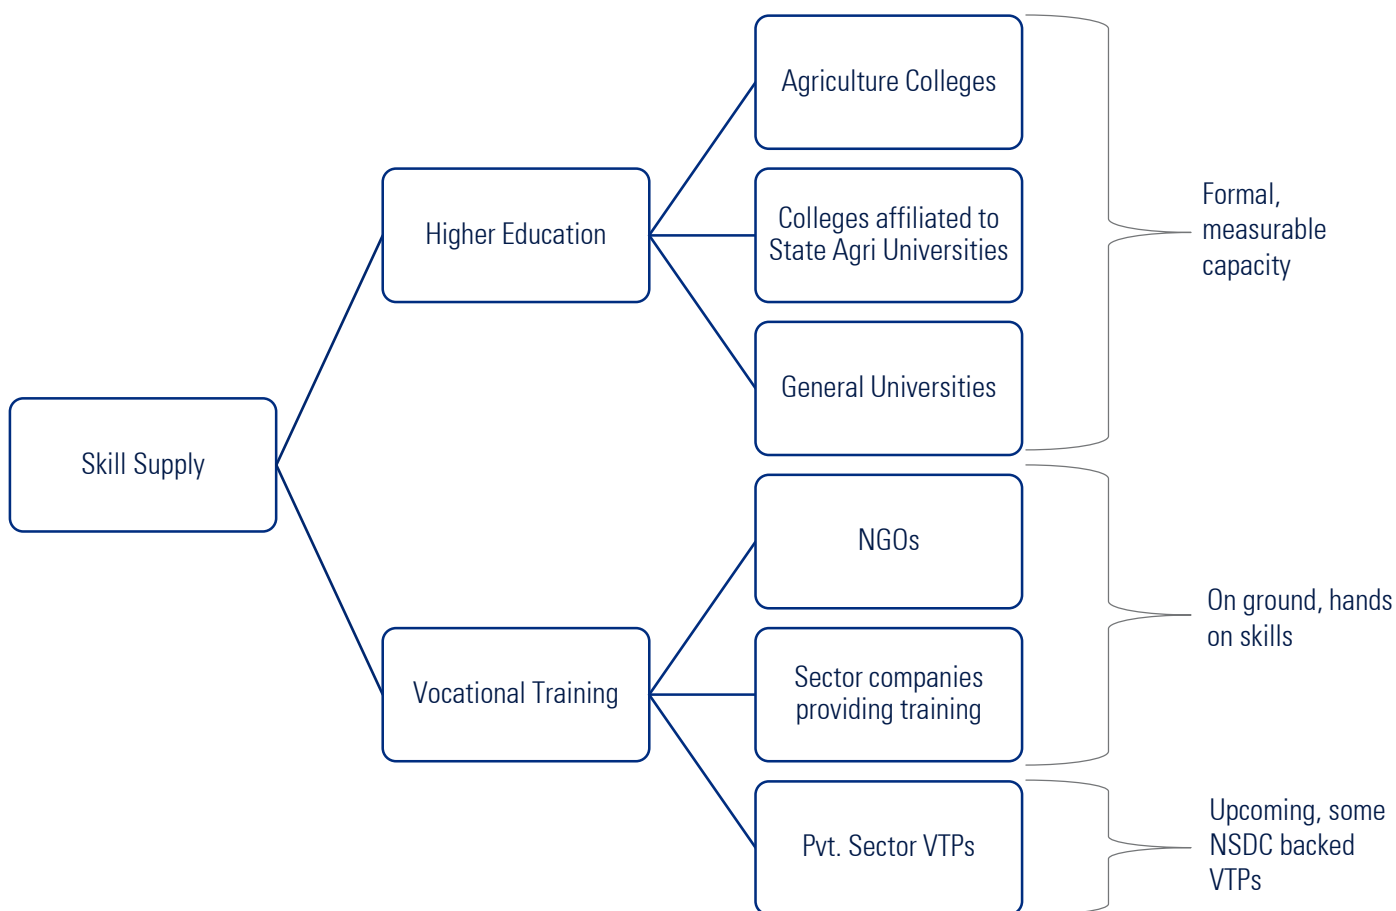 Agriculture Colleges
Formal,
measurable
capacity
Higher Education
Colleges affiliated to
State Agri Universities
General Universities
Skill Supply
NGOs
On ground, hands
on skills
Vocational Training
Sector companies
providing training
Pvt. Sector VTPs
Upcoming, some
NSDC backed
VTPs